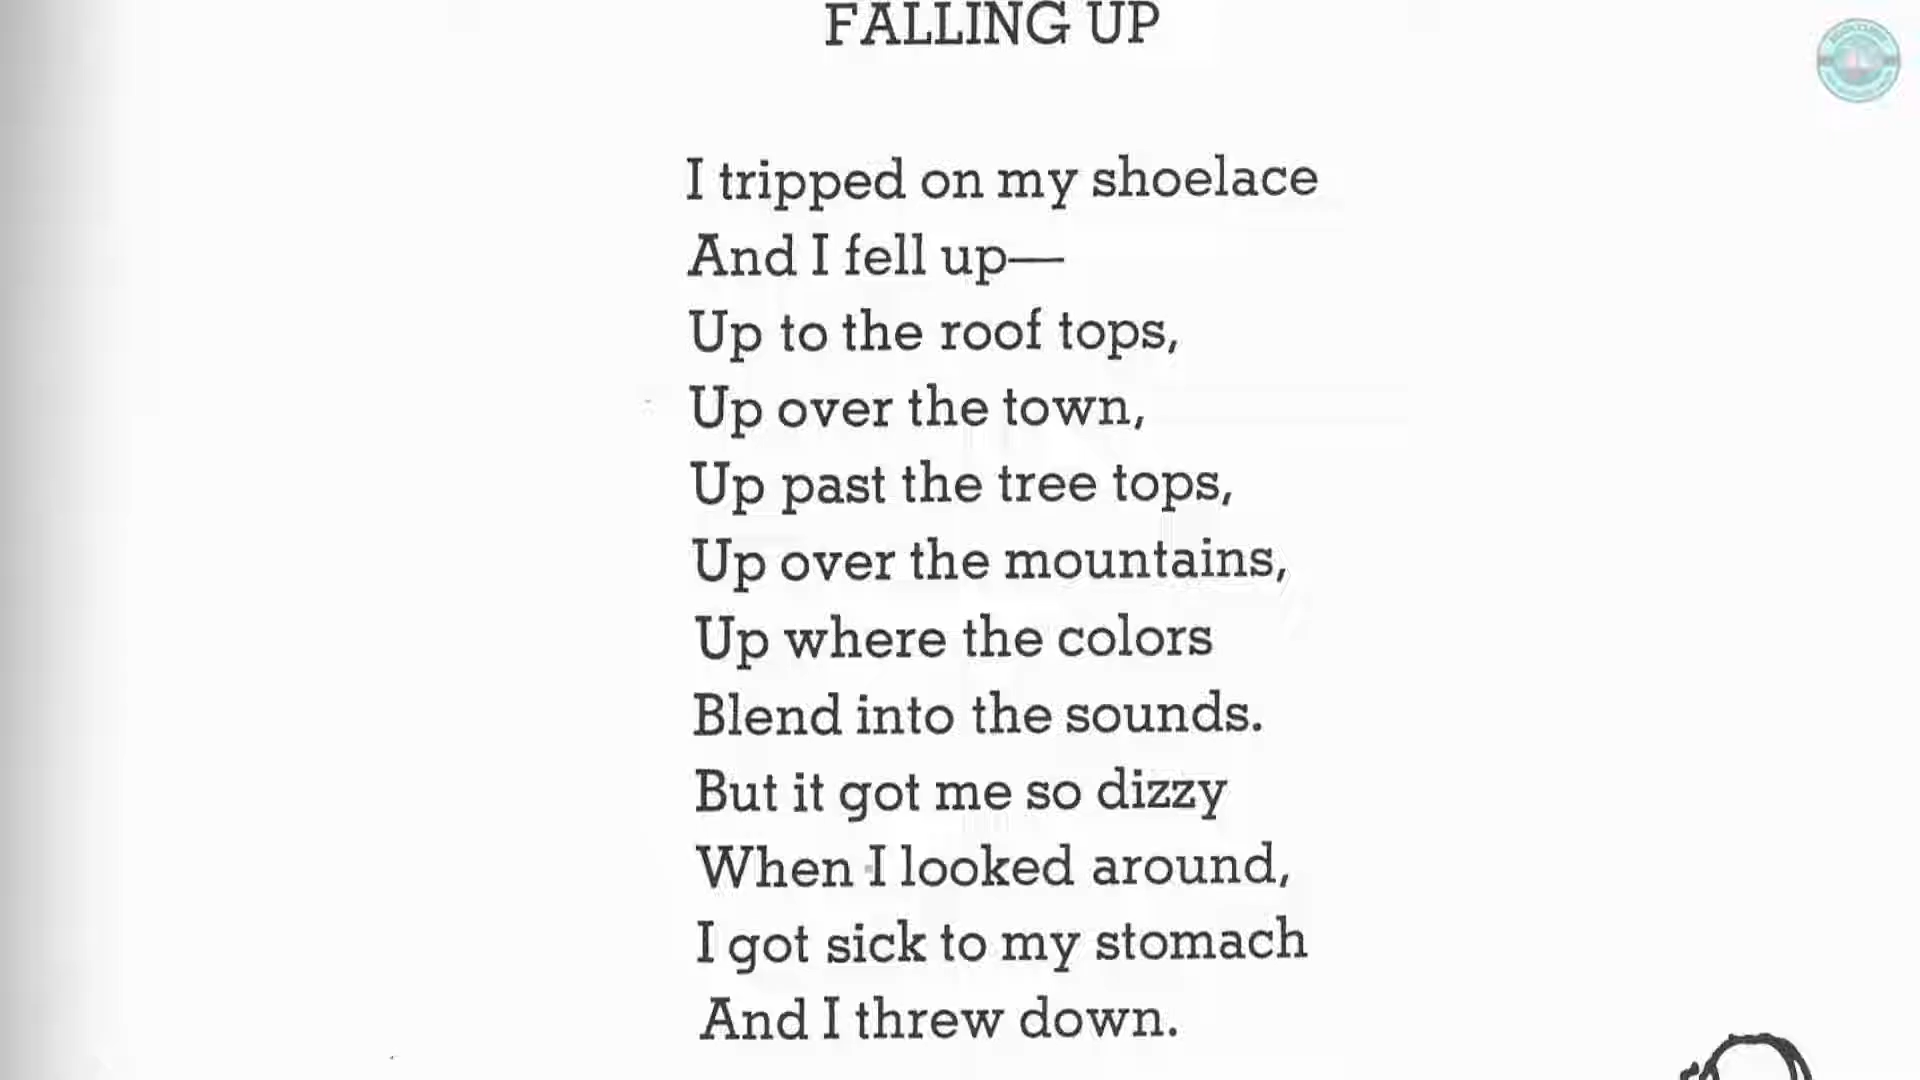 FALLING UP
I tripped on my shoelace
And I fell up—
Up to the roof tops,
Up over the town,
Up past the tree tops,
Up over the mountains,
Up where the colors
Blend into the sounds.
But it got me so dizzy
When I looked around,
I got sick to my stomach
And I threw down.